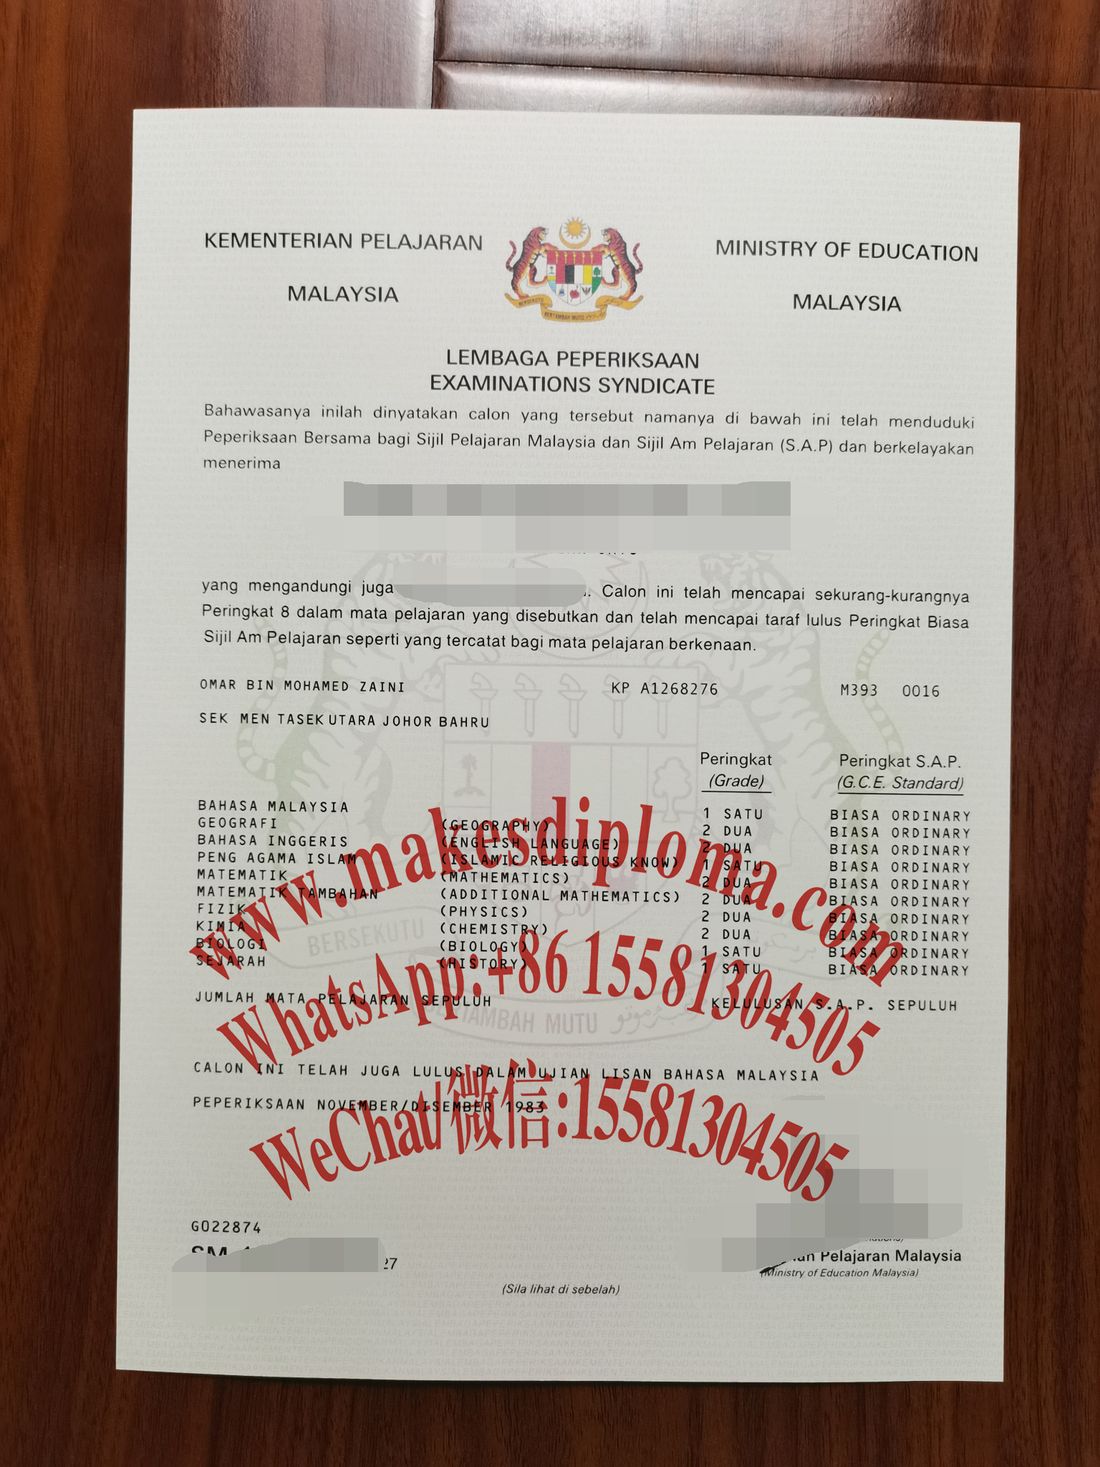 KEMENTERIAN PELAJARAN
MALAYSIA
MINISTRY OF EDUCATION
MALAYSIA
LEMBAGA PEPERIKSAAN
EXAMINATIONS SYNDICATE
Bahawasanya inilah dinyatakan calon yang tersebut namanya di bawah ini telah menduduki
Peperiksaan Bersama bagi Sijil Pelajaran Malaysia dan Sijil Am Pelajaran (S.A.P) dan berkelayakan
menerima
yang mengandungi juga . Calon ini telah mencapai sekurang-kurangnya
Peringkat 8 dalam mata pelajaran yang disebutkan dan telah mencapai taraf lulus Peringkat Biasa
Sijil Am Pelajaran seperti yang tercatat bagi mata pelajaran berkenaan.
OMAR BIN MOHAMED ZAINI KP A1268276 M393 0016
SEK MEN TASEK UTARA JOHOR BAHRU
Peringkat Peringkat S.A.P.
(Grade) (G.C.E. Standard)
BAHASA MALAYSIA 1 SATU BIASA ORDINARY
GEOGRAFI (GEOGRAPHY) 2 DUA BIASA ORDINARY
BAHASA INGGERIS (ENGLISH LANGUAGE) 2 DUA BIASA ORDINARY
PENG AGAMA ISLAM (ISLAMIC RELIGIOUS KNOW) 1 SATU BIASA ORDINARY
MATEMATIK (MATHEMATICS) 2 DUA BIASA ORDINARY
MATEMATIK TAMBAHAN (ADDITIONAL MATHEMATICS) 2 DUA BIASA ORDINARY
FIZIK (PHYSICS) 2 DUA BIASA ORDINARY
KIMIA (CHEMISTRY) 2 DUA BIASA ORDINARY
BIOLOGI (BIOLOGY) 1 SATU BIASA ORDINARY
SEJARAH (HISTORY) 1 SATU BIASA ORDINARY
JUMLAH MATA PELAJARAN SEPULUH KELULUSAN S.A.P. SEPULUH
CALON INI TELAH JUGA LULUS DALAM UJIAN LISAN BAHASA MALAYSIA
PEPERIKSAAN NOVEMBER/DISEMBER 1983
www.makesdiploma.com
WhatsApp:+86 15581304505
WeChat/微信:15581304505
BERSEKUTU
BERTAMBAH MUTU
G022874
SM 27
Pelajaran Malaysia
(Ministry of Education Malaysia)
(Sila lihat di sebelah)